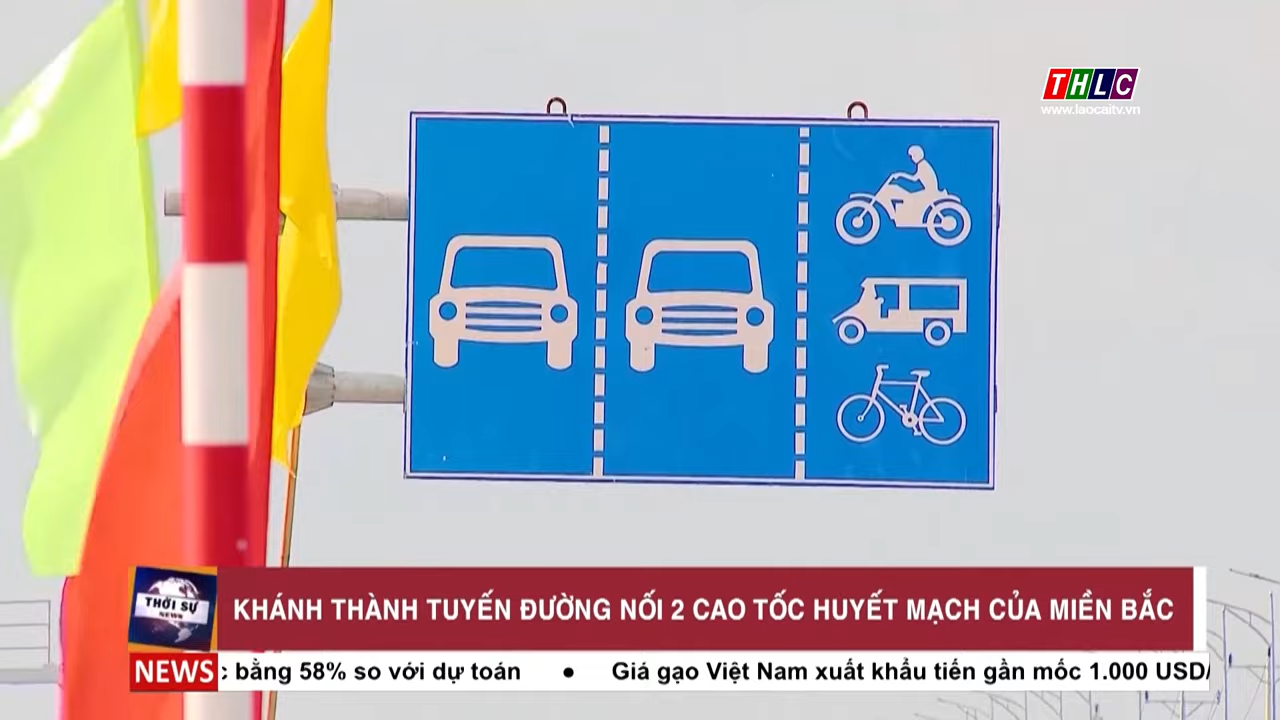 THLC
www.laocaitv.vn
THỜI SỰ
NEWS
KHÁNH THÀNH TUYẾN ĐƯỜNG NỐI 2 CAO TỐC HUYẾT MẠCH CỦA MIỀN BẮC
NEWS
bằng 58% so với dự toán • Giá gạo Việt Nam xuất khẩu tiến gần mốc 1.000 USD/